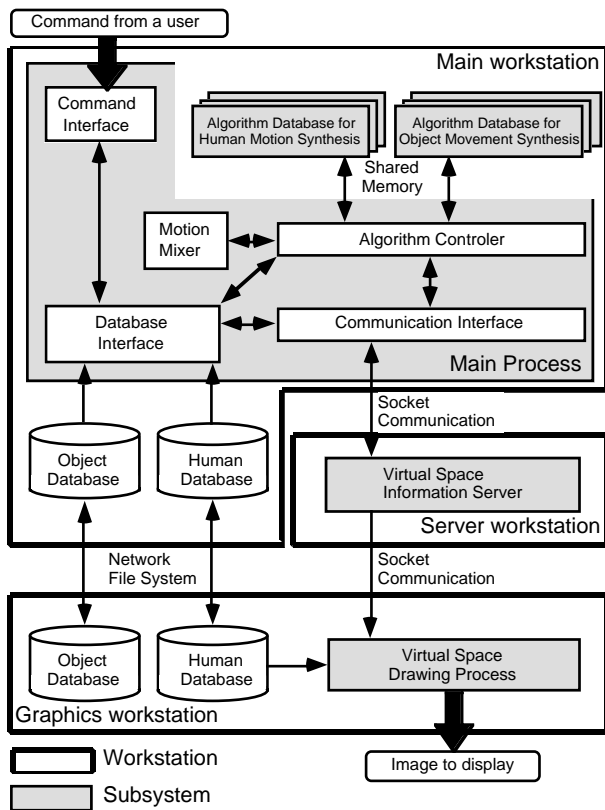 Command from a user
Main workstation
Command
Interface
Algorithm Database for
Human Motion Synthesis
Algorithm Database for
Object Movement Synthesis
Shared
Memory
Motion
Mixer
Algorithm Controler
Database
Interface
Communication Interface
Main Process
Object
Database
Human
Database
Socket
Communication
Virtual Space
Information Server
Server workstation
Network
File System
Socket
Communication
Object
Database
Human
Database
Virtual Space
Drawing Process
Graphics workstation
Image to display
Workstation
Subsystem